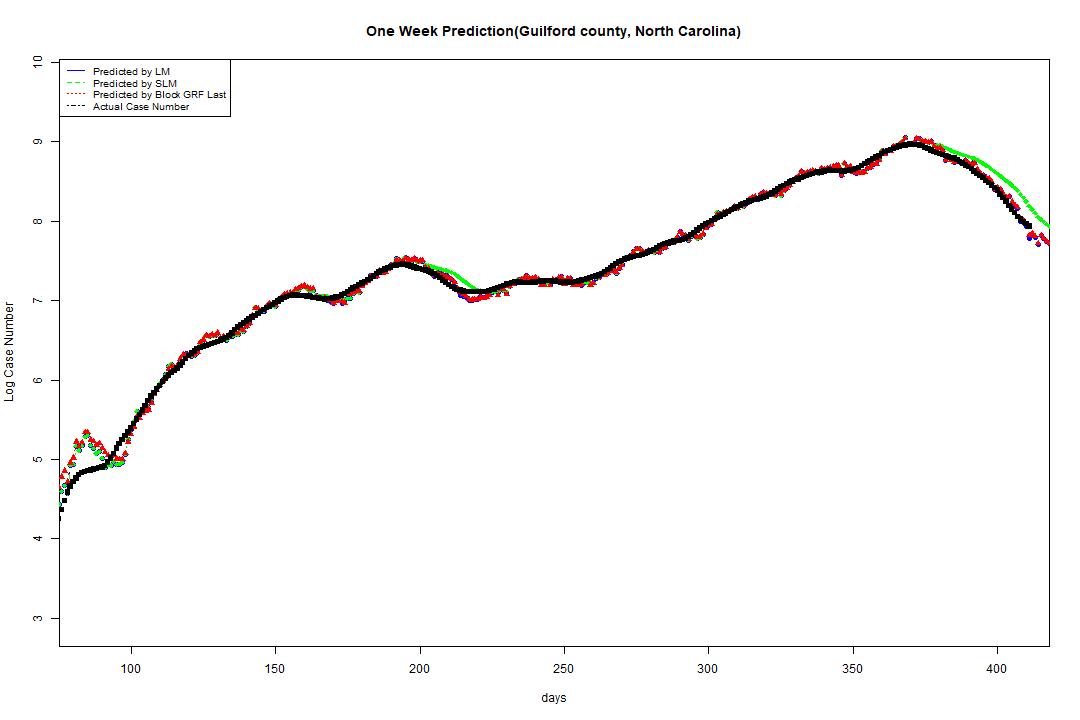 One Week Prediction(Guilford county, North Carolina)
Predicted by LM
Predicted by SLM
Predicted by Block GRF Last
Actual Case Number
10
9
8
7
6
5
4
3
Log Case Number
100 150 200 250 300 350 400
days